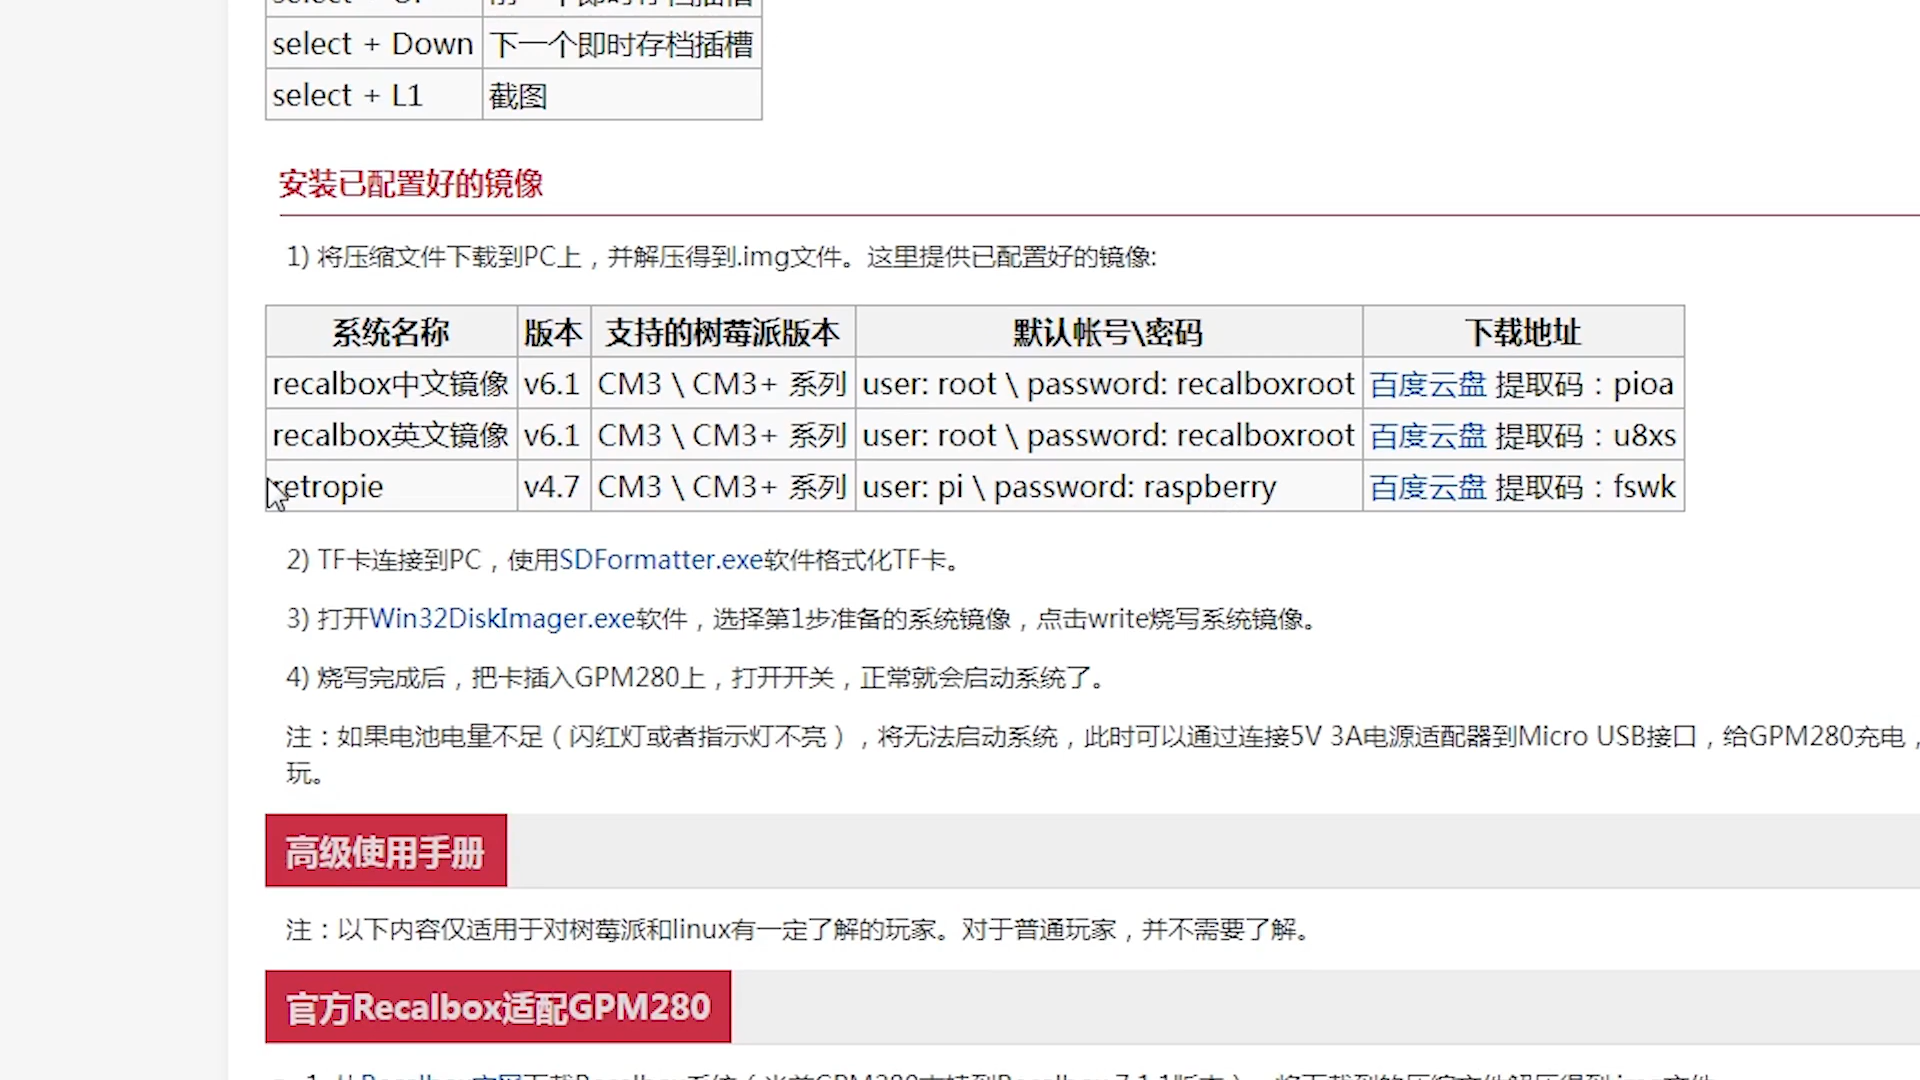 select + Down 下一个即时存档插槽
select + L1 截图
安装已配置好的镜像
1) 将压缩文件下载到PC上，并解压得到.img文件。这里提供已配置好的镜像:
系统名称 版本 支持的树莓派版本 默认帐号\密码 下载地址
recalbox中文镜像 v6.1 CM3 \ CM3+ 系列 user: root \ password: recalboxroot 百度云盘 提取码：pioa
recalbox英文镜像 v6.1 CM3 \ CM3+ 系列 user: root \ password: recalboxroot 百度云盘 提取码：u8xs
retropie v4.7 CM3 \ CM3+ 系列 user: pi \ password: raspberry 百度云盘 提取码：fswk
2) TF卡连接到PC，使用SDFormatter.exe软件格式化TF卡。
3) 打开Win32DiskImager.exe软件，选择第1步准备的系统镜像，点击write烧写系统镜像。
4) 烧写完成后，把卡插入GPM280上，打开开关，正常就会启动系统了。
注：如果电池电量不足（闪红灯或者指示灯不亮），将无法启动系统，此时可以通过连接5V 3A电源适配器到Micro USB接口，给GPM280充电，
玩。
高级使用手册
注：以下内容仅适用于对树莓派和linux有一定了解的玩家。对于普通玩家，并不需要了解。
官方Recalbox适配GPM280